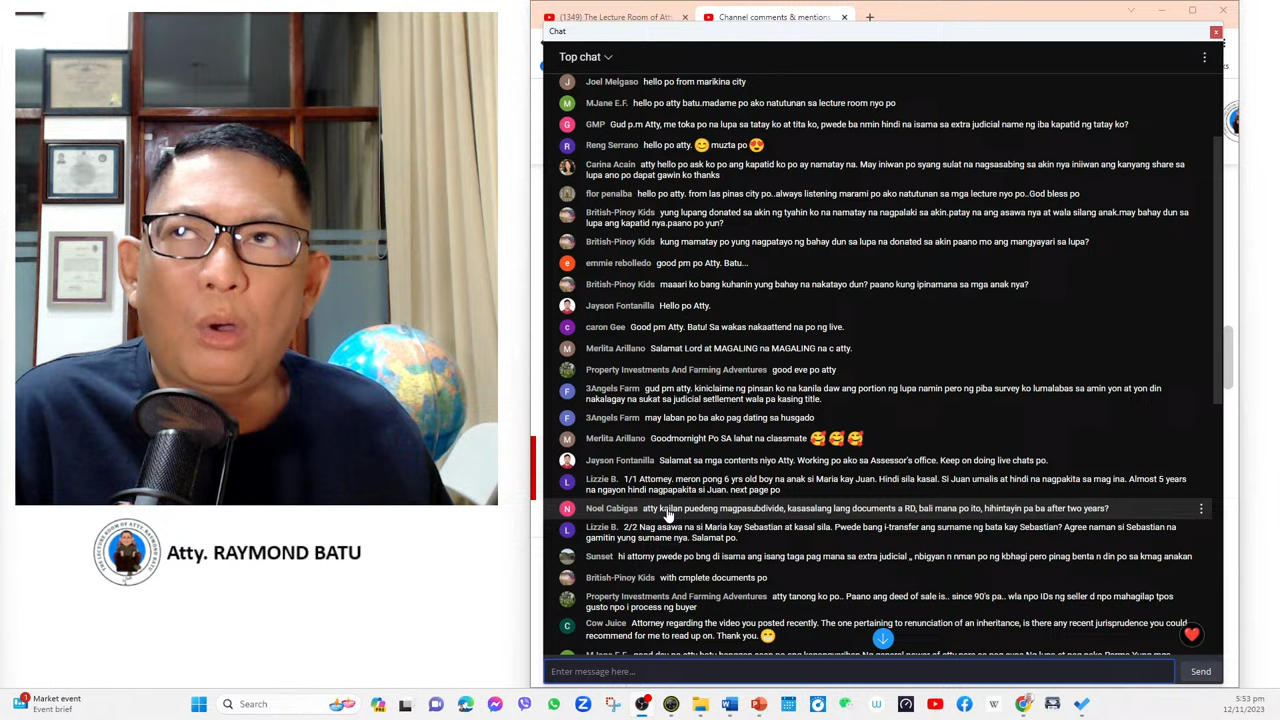 (1349) The Lecture Room of Att
Channel comments & mentions
Chat
Top chat
Joel Melgaso hello po from marikina city
MJane E.F. hello po atty batu.madame po ako natutunan sa lecture room nyo po
GMP Gud p.m Atty, me toka po na lupa sa tatay ko at tita ko, pwede ba nmin hindi na isama sa extra judicial name ng iba kapatid ng tatay ko?
Reng Serrano hello po atty. 😊 muzta po 😍
Carina Acain atty hello po ask ko po ang kapatid ko po ay namatay na. May iniwan po syang sulat na nagsasabing sa akin nya iniiwan ang kanyang share sa
lupa ano po dapat gawin ko thanks
flor penalba hello po atty. from las pinas city po..always listening marami po ako natutunan sa mga lecture nyo po..God bless po
British-Pinoy Kids yung lupang donated sa akin ng tyahin ko na namatay na nagpalaki sa akin.patay na ang asawa nya at wala silang anak.may bahay dun sa
lupa ang kapatid nya.paano po yun?
British-Pinoy Kids kung mamatay po yung nagpatayo ng bahay dun sa lupa na donated sa akin paano mo ang mangyayari sa lupa?
emmie rebolledo good pm po Atty. Batu...
British-Pinoy Kids maaari ko bang kuhanin yung bahay na nakatayo dun? paano kung ipinamana sa mga anak nya?
Jayson Fontanilla Hello po Atty.
caron Gee Good pm Atty. Batu! Sa wakas nakaattend na po ng live.
Merlita Arillano Salamat Lord at MAGALING na MAGALING na c atty.
Property Investments And Farming Adventures good eve po atty
3Angels Farm gud pm atty. kiniclaime ng pinsan ko na kanila daw ang portion ng lupa namin pero ng piba survey ko lumalabas sa amin yon at yon din
nakalagay na sukat sa judicial setllement wala pa kasing title.
3Angels Farm may laban po ba ako pag dating sa husgado
Merlita Arillano Goodmornight Po SA lahat na classmate 🥰 🥰 🥰
Jayson Fontanilla Salamat sa mga contents niyo Atty. Working po ako sa Assessor's office. Keep on doing live chats po.
Lizzie B. 1/1 Attorney. meron pong 6 yrs old boy na anak si Maria kay Juan. Hindi sila kasal. Si Juan umalis at hindi na nagpakita sa mag ina. Almost 5 years
na ngayon hindi nagpapakita si Juan. next page po
Noel Cabigas atty kailan puedeng magpasubdivide, kasasalang lang documents a RD, bali mana po ito, hihintayin pa ba after two years?
Lizzie B. 2/2 Nag asawa na si Maria kay Sebastian at kasal sila. Pwede bang i-transfer ang surname ng bata kay Sebastian? Agree naman si Sebastian na
gamitin yung surname nya. Salamat po.
Sunset hi attorny pwede po bng di isama ang isang taga pag mana sa extra judicial , nbigyan n nman po ng kbhagi pero pinag benta n din po sa kmag anakan
British-Pinoy Kids with cmplete documents po
Property Investments And Farming Adventures atty tanong ko po.. Paano ang deed of sale is.. since 90's pa.. wla npo IDs ng seller d npo mahagilap tpos
gusto npo i process ng buyer
Cow Juice Attorney regarding the video you posted recently. The one pertaining to renunciation of an inheritance, is there any recent jurisprudence you could
recommend for me to read up on. Thank you. 😁
Enter message here...
Send
Atty. RAYMOND BATU
Market event
Event brief
Search
5:53 pm
12/11/2023